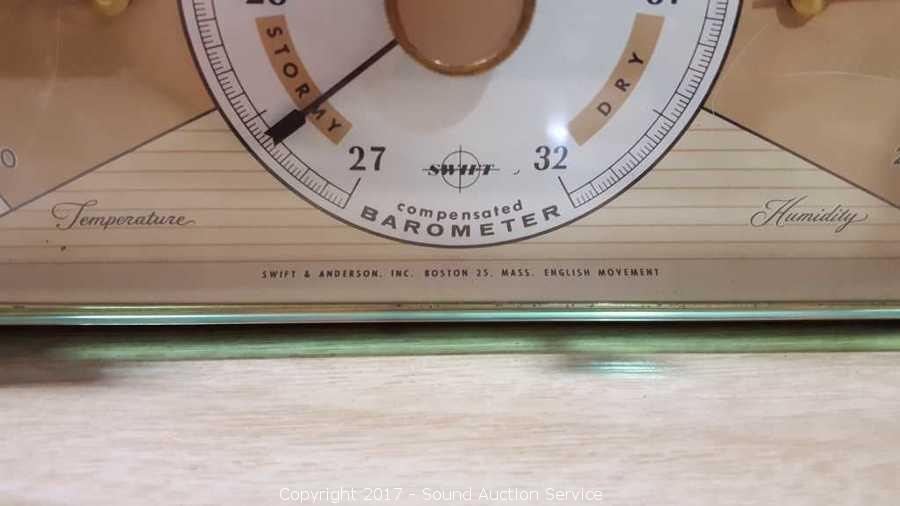 STORMY
DRY
27
32
SWIFT
compensated
BAROMETER
Temperature
Humidity
SWIFT & ANDERSON, INC. BOSTON 25, MASS. ENGLISH MOVEMENT
Copyright 2017 - Sound Auction Service